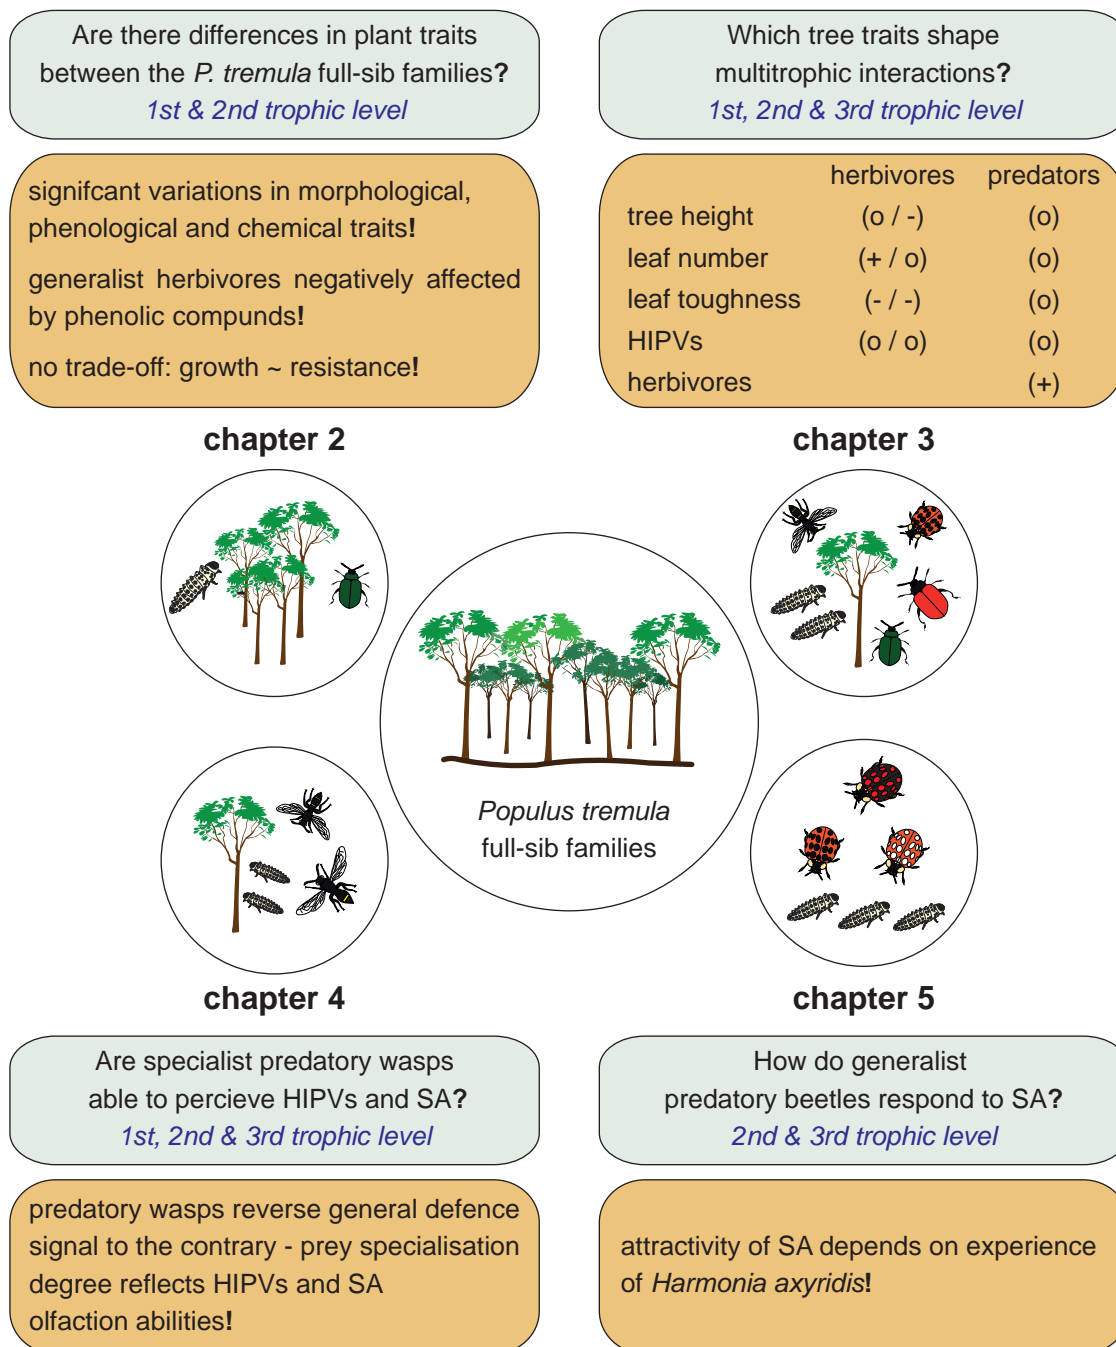 Are there differences in plant traits
between the P. tremula full-sib families?
1st & 2nd trophic level
signifcant variations in morphological,
phenological and chemical traits!
generalist herbivores negatively affected
by phenolic compunds!
no trade-off: growth ~ resistance!
chapter 2
Which tree traits shape
multitrophic interactions?
1st, 2nd & 3rd trophic level
herbivores predators
tree height (o / -) (o)
leaf number (+ / o) (o)
leaf toughness (- / -) (o)
HIPVs (o / o) (o)
herbivores (+)
chapter 3
Populus tremula
full-sib families
chapter 4
Are specialist predatory wasps
able to percieve HIPVs and SA?
1st, 2nd & 3rd trophic level
predatory wasps reverse general defence
signal to the contrary - prey specialisation
degree reflects HIPVs and SA
olfaction abilities!
chapter 5
How do generalist
predatory beetles respond to SA?
2nd & 3rd trophic level
attractivity of SA depends on experience
of Harmonia axyridis!